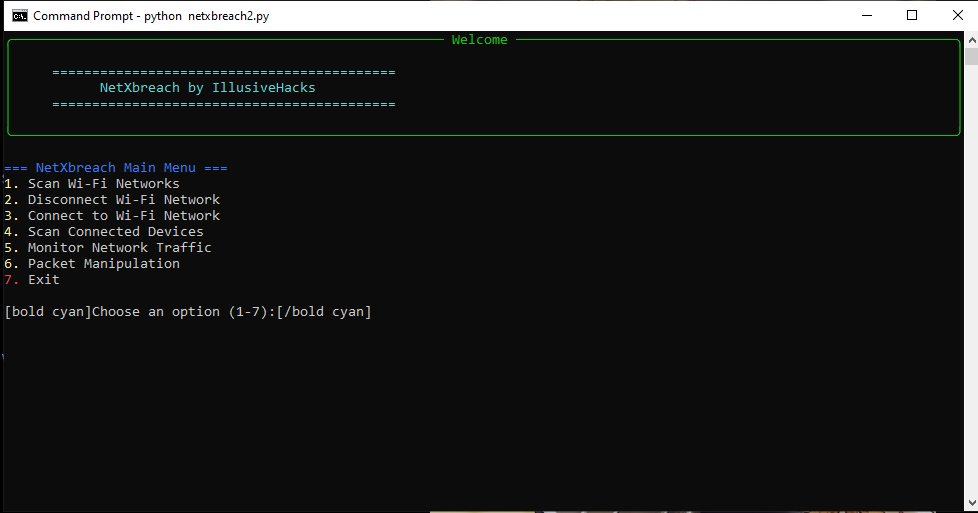 Command Prompt - python  netxbreach2.py
Welcome
===========================================
NetXbreach by IllusiveHacks
===========================================
=== NetXbreach Main Menu ===
1. Scan Wi-Fi Networks
2. Disconnect Wi-Fi Network
3. Connect to Wi-Fi Network
4. Scan Connected Devices
5. Monitor Network Traffic
6. Packet Manipulation
7. Exit
[bold cyan]Choose an option (1-7):[/bold cyan]